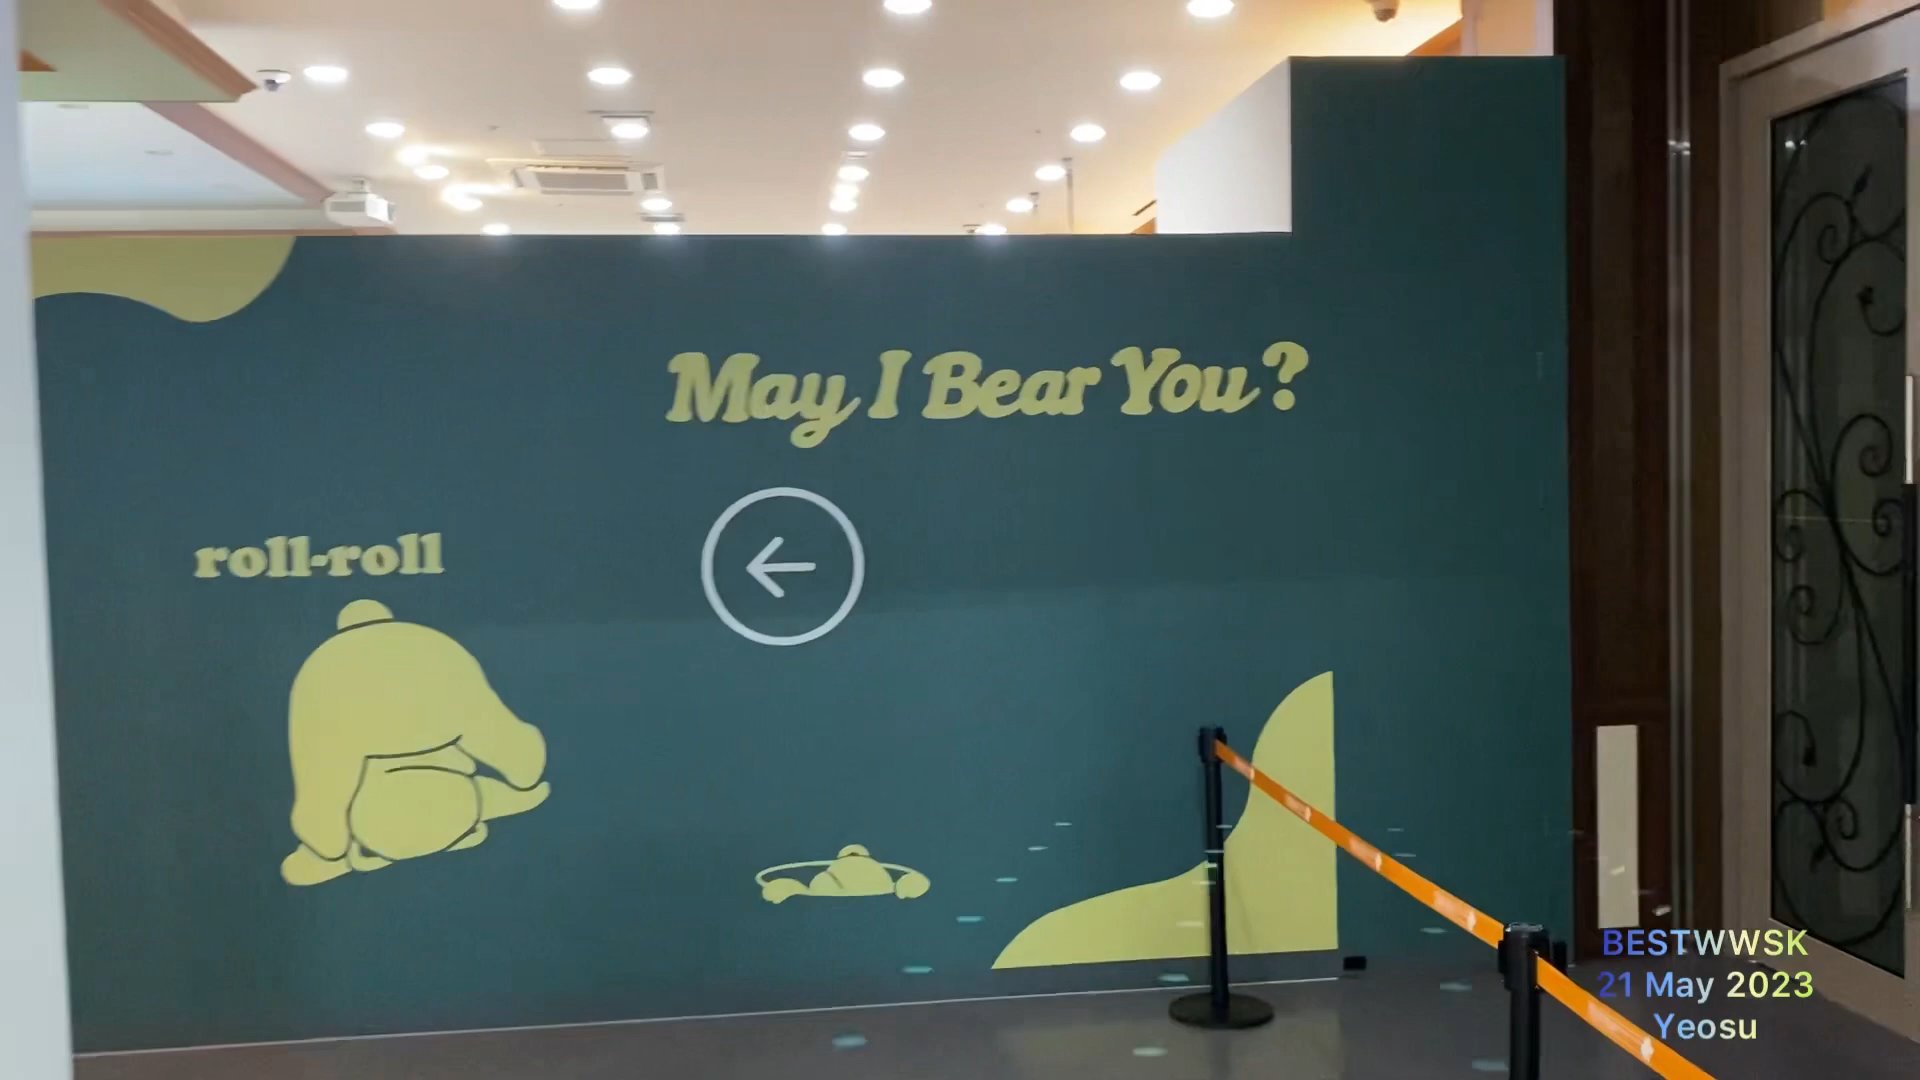 May I Bear You?
roll-roll
BESTWWSK
21 May 2023
Yeosu